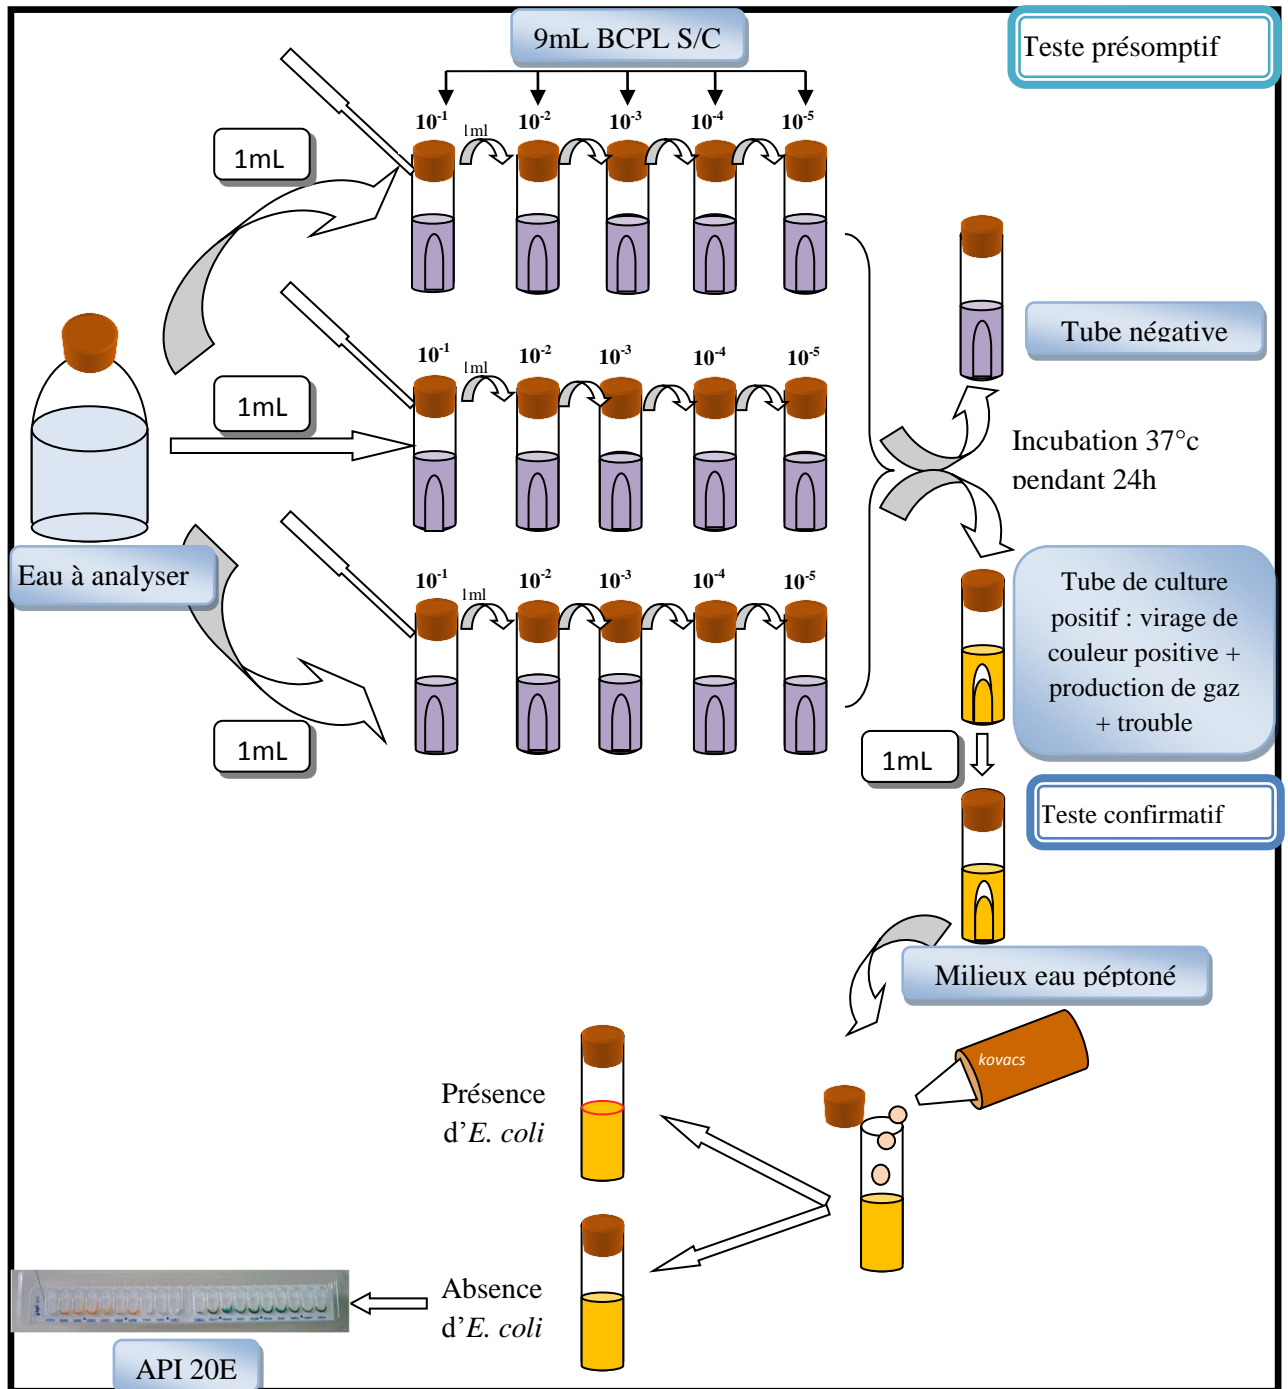 9mL BCPL S/C
Teste présomptif
10-1 10-2 10-3 10-4 10-5
1ml
1mL
10-1 10-2 10-3 10-4 10-5
1ml
1mL
Tube négative
Incubation 37°c
pendant 24h
Eau à analyser
10-1 10-2 10-3 10-4 10-5
1ml
1mL
Tube de culture
positif : virage de
couleur positive +
production de gaz
+ trouble
1mL
Teste confirmatif
Milieux eau péptoné
kovacs
Présence
d’E. coli
Absence
d’E. coli
API 20E